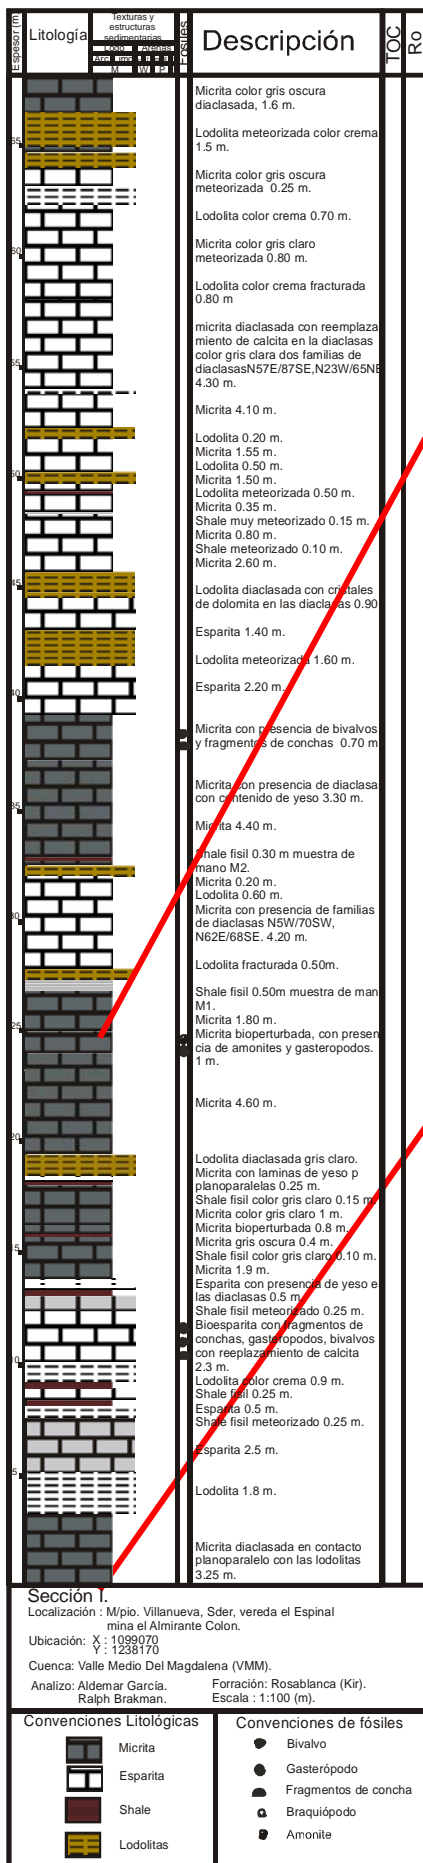 Espesor (m)
Litología
Texturas y
estructuras
sedimentarias
Lodo
Arenas
Arc
Limo
M
W
P
Fósiles
Descripción
TOC
Ro
Micrita color gris oscura
diaclasada, 1.6 m.
Lodolita meteorizada color crema
1.5 m.
65
Micrita color gris oscura
meteorizada 0.25 m.
Lodolita color crema 0.70 m.
Micrita color gris claro
meteorizada 0.80 m.
60
Lodolita color crema fracturada
0.80 m
micrita diaclasada con reemplaza
miento de calcita en la diaclasas
color gris clara dos familias de
diaclasasN57E/87SE,N23W/65NE
4.30 m.
55
Micrita 4.10 m.
Lodolita 0.20 m.
Micrita 1.55 m.
Lodolita 0.50 m.
Micrita 1.50 m.
50
Lodolita meteorizada 0.50 m.
Micrita 0.35 m.
Shale muy meteorizado 0.15 m.
Micrita 0.80 m.
Shale meteorizado 0.10 m.
Micrita 2.60 m.
45
Lodolita diaclasada con cristales
de dolomita en las diaclasas 0.90
Esparita 1.40 m.
Lodolita meteorizada 1.60 m.
Esparita 2.20 m.
40
Micrita con presencia de bivalvos
y fragmentos de conchas 0.70 m
Micrita con presencia de diaclasa
con contenido de yeso 3.30 m.
35
Micrita 4.40 m.
Shale fisil 0.30 m muestra de
mano M2.
Micrita 0.20 m.
Lodolita 0.60 m.
Micrita con presencia de familias
de diaclasas N5W/70SW,
N62E/68SE. 4.20 m.
30
Lodolita fracturada 0.50m.
Shale fisil 0.50m muestra de man
M1.
Micrita 1.80 m.
25
Micrita bioperturbada, con presen
cia de amonites y gasteropodos.
1 m.
Micrita 4.60 m.
20
Lodolita diaclasada gris claro.
Micrita con laminas de yeso p
planoparalelas 0.25 m.
Shale fisil color gris claro 0.15 m
Micrita color gris claro 1 m.
Micrita bioperturbada 0.8 m.
Micrita gris oscura 0.4 m.
15
Shale fisil color gris claro 0.10 m.
Micrita 1.9 m.
Esparita con presencia de yeso e
las diaclasas 0.5 m.
Shale fisil meteorizado 0.25 m.
Bioesparita con fragmentos de
conchas, gasteropodos, bivalvos
con reeplazamiento de calcita
2.3 m.
10
Lodolita color crema 0.9 m.
Shale fisil 0.25 m.
Esparita 0.5 m.
Shale fisil meteorizado 0.25 m.
Esparita 2.5 m.
5
Lodolita 1.8 m.
Micrita diaclasada en contacto
planoparalelo con las lodolitas
3.25 m.
Sección I.
Localización : M/pio. Villanueva, Sder, vereda el Espinal
mina el Almirante Colon.
Ubicación: X : 1099070
Y : 1238170
Cuenca: Valle Medio Del Magdalena (VMM).
Analizo: Aldemar García.
Ralph Brakman.
Forración: Rosablanca (Kir).
Escala : 1:100 (m).
Convenciones Litológicas
Micrita
Esparita
Shale
Lodolitas
Convenciones de fósiles
Bivalvo
Gasterópodo
Fragmentos de concha
Braquiópodo
Amonite